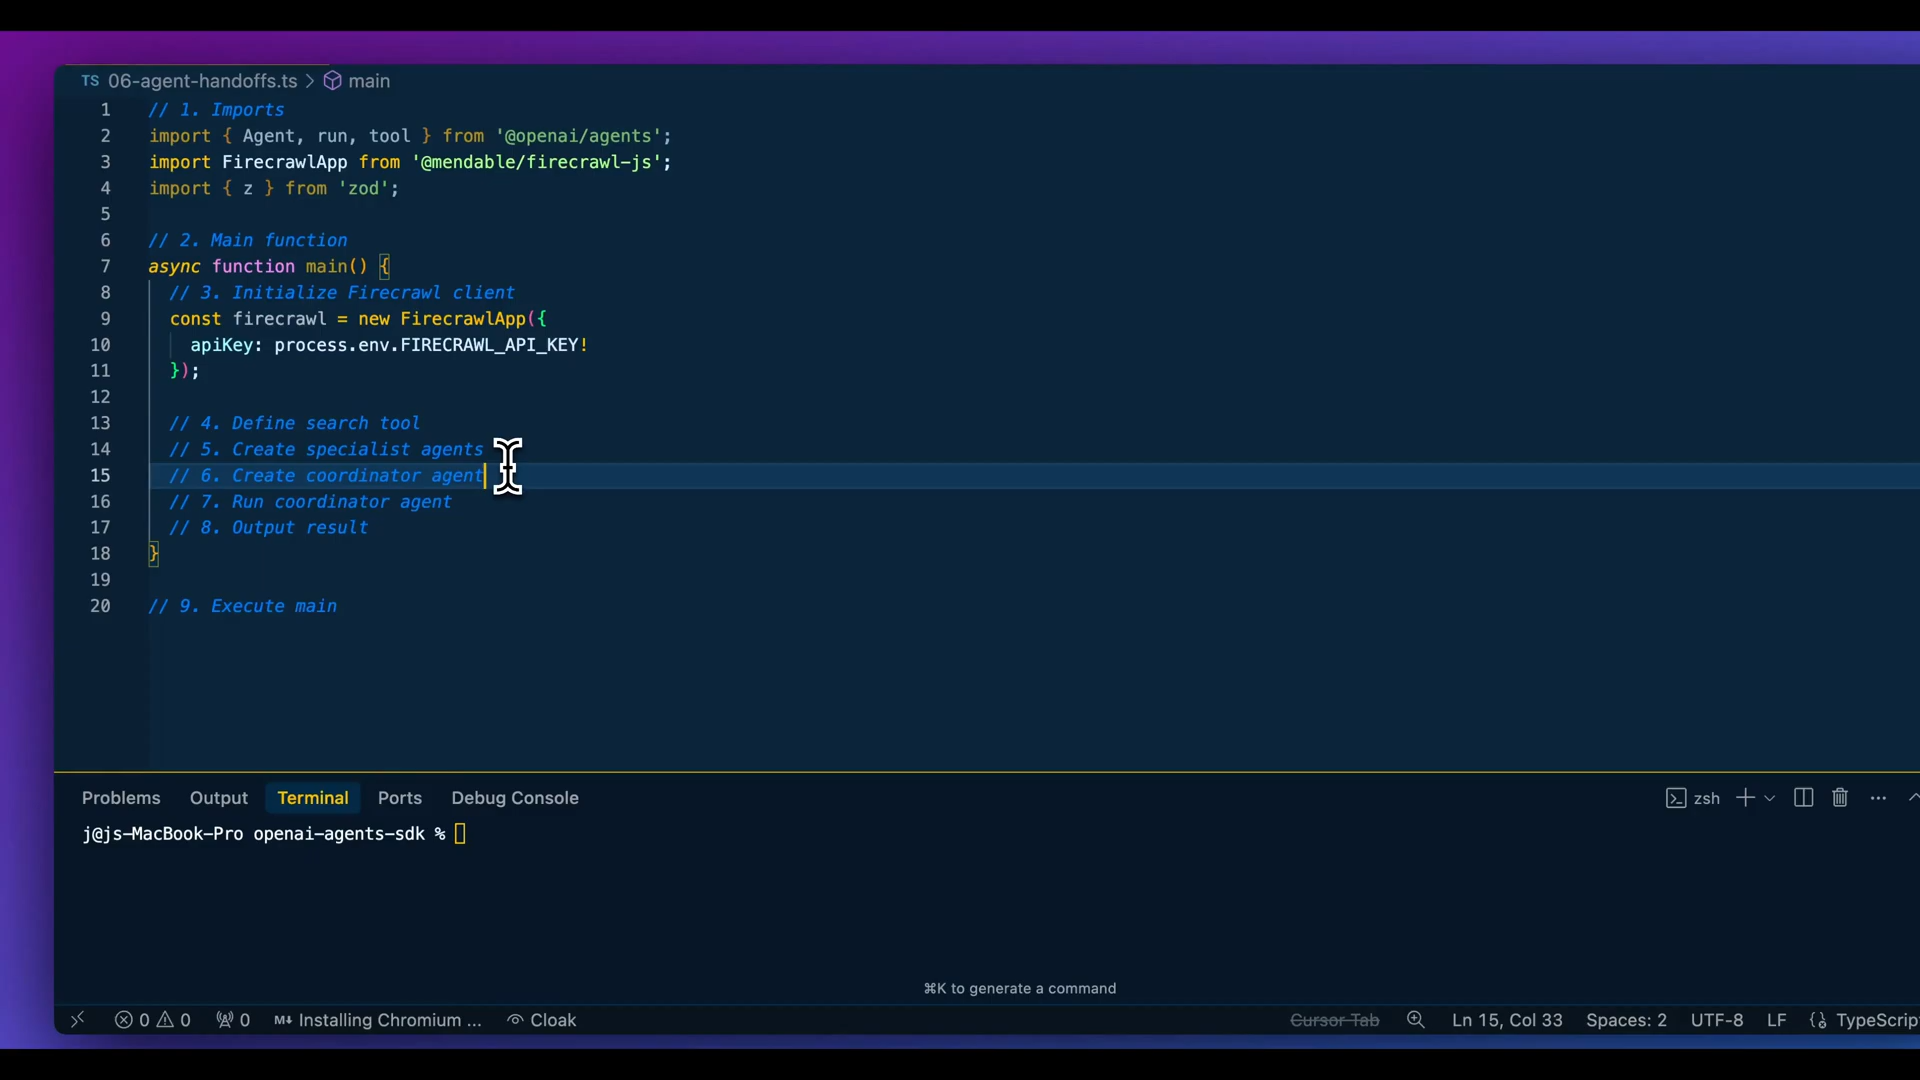 TS 06-agent-handoffs.ts > main
1 // 1. Imports
2 import { Agent, run, tool } from '@openai/agents';
3 import FirecrawlApp from '@mendable/firecrawl-js';
4 import { z } from 'zod';
5
6 // 2. Main function
7 async function main() {
8 // 3. Initialize Firecrawl client
9 const firecrawl = new FirecrawlApp({
10 apiKey: process.env.FIRECRAWL_API_KEY!
11 });
12
13 // 4. Define search tool
14 // 5. Create specialist agents
15 // 6. Create coordinator agent
16 // 7. Run coordinator agent
17 // 8. Output result
18 }
19
20 // 9. Execute main
Problems Output Terminal Ports Debug Console zsh
j@js-MacBook-Pro openai-agents-sdk %
⌘K to generate a command
0 0 0 Installing Chromium ... Cloak Cursor Tab Ln 15, Col 33 Spaces: 2 UTF-8 LF TypeScrip